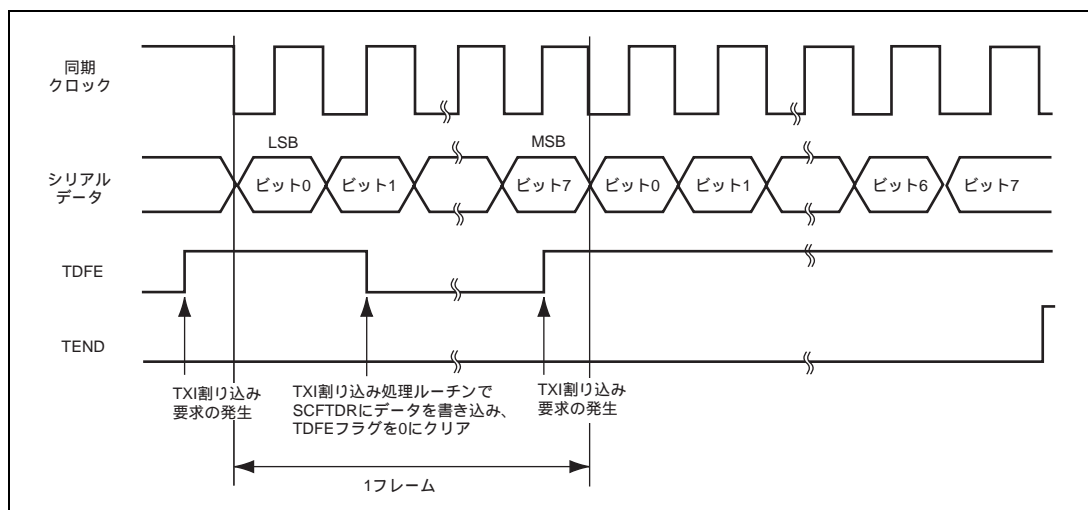 同期
クロック
LSB
MSB
シリアル
データ
ビット0
ビット1
ビット7
ビット0
ビット1
ビット6
ビット7
TDFE
TEND
TXI割り込み
要求の発生
TXI割り込み処理ルーチンで
SCFTDRにデータを書き込み、
TDFEフラグを0にクリア
TXI割り込み
要求の発生
1フレーム